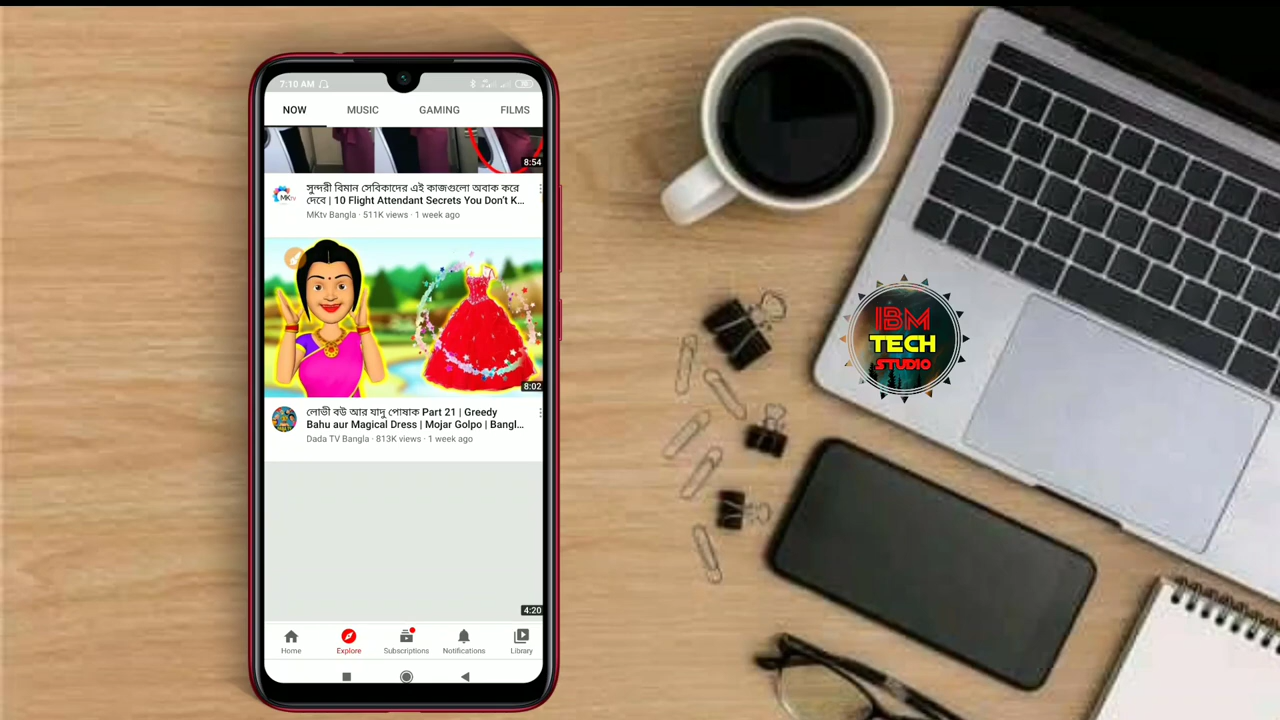 7:10 AM
NOW MUSIC GAMING FILMS
8:54
সুন্দরী বিমান সেবিকাদের এই কাজগুলো অবাক করে
দেবে | 10 Flight Attendant Secrets You Don't K...
MKtv Bangla · 511K views · 1 week ago
8:02
লোভী বউ আর যাদু পোষাক Part 21 | Greedy
Bahu aur Magical Dress | Mojar Golpo | Bangl...
Dada TV Bangla · 813K views · 1 week ago
4:20
Home Explore Subscriptions Notifications Library
IBM
TECH
STUDIO